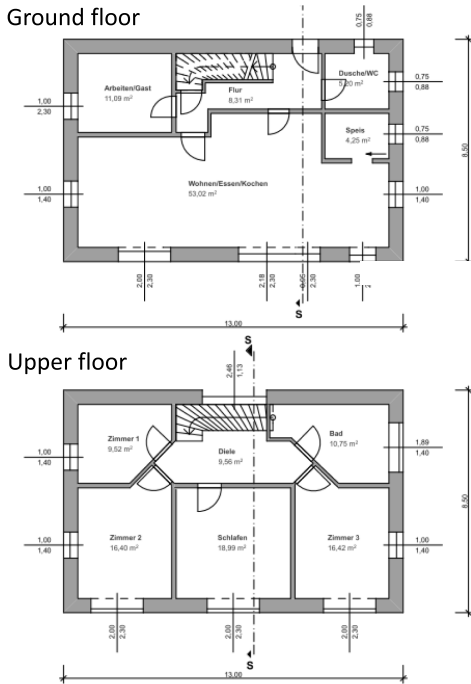 Ground floor
0,75
0,88
Arbeiten/Gast
11,09 m²
Flur
8,31 m²
Dusche/WC
5,20 m²
0,75
0,88
1,00
2,30
Speis
4,25 m²
0,75
0,88
8,50
Wohnen/Essen/Kochen
53,02 m²
1,00
1,40
1,00
1,40
2,00
2,30
2,18
2,30
0,95
2,30
1,00
S
13,00
Upper floor
S
2,46
1,13
Zimmer 1
9,52 m²
Diele
9,56 m²
Bad
10,75 m²
1,00
1,40
1,89
1,40
8,50
Zimmer 2
16,40 m²
Schlafen
18,99 m²
Zimmer 3
16,42 m²
1,00
1,40
1,00
1,40
2,00
2,30
2,00
2,30
2,00
2,30
S
13,00